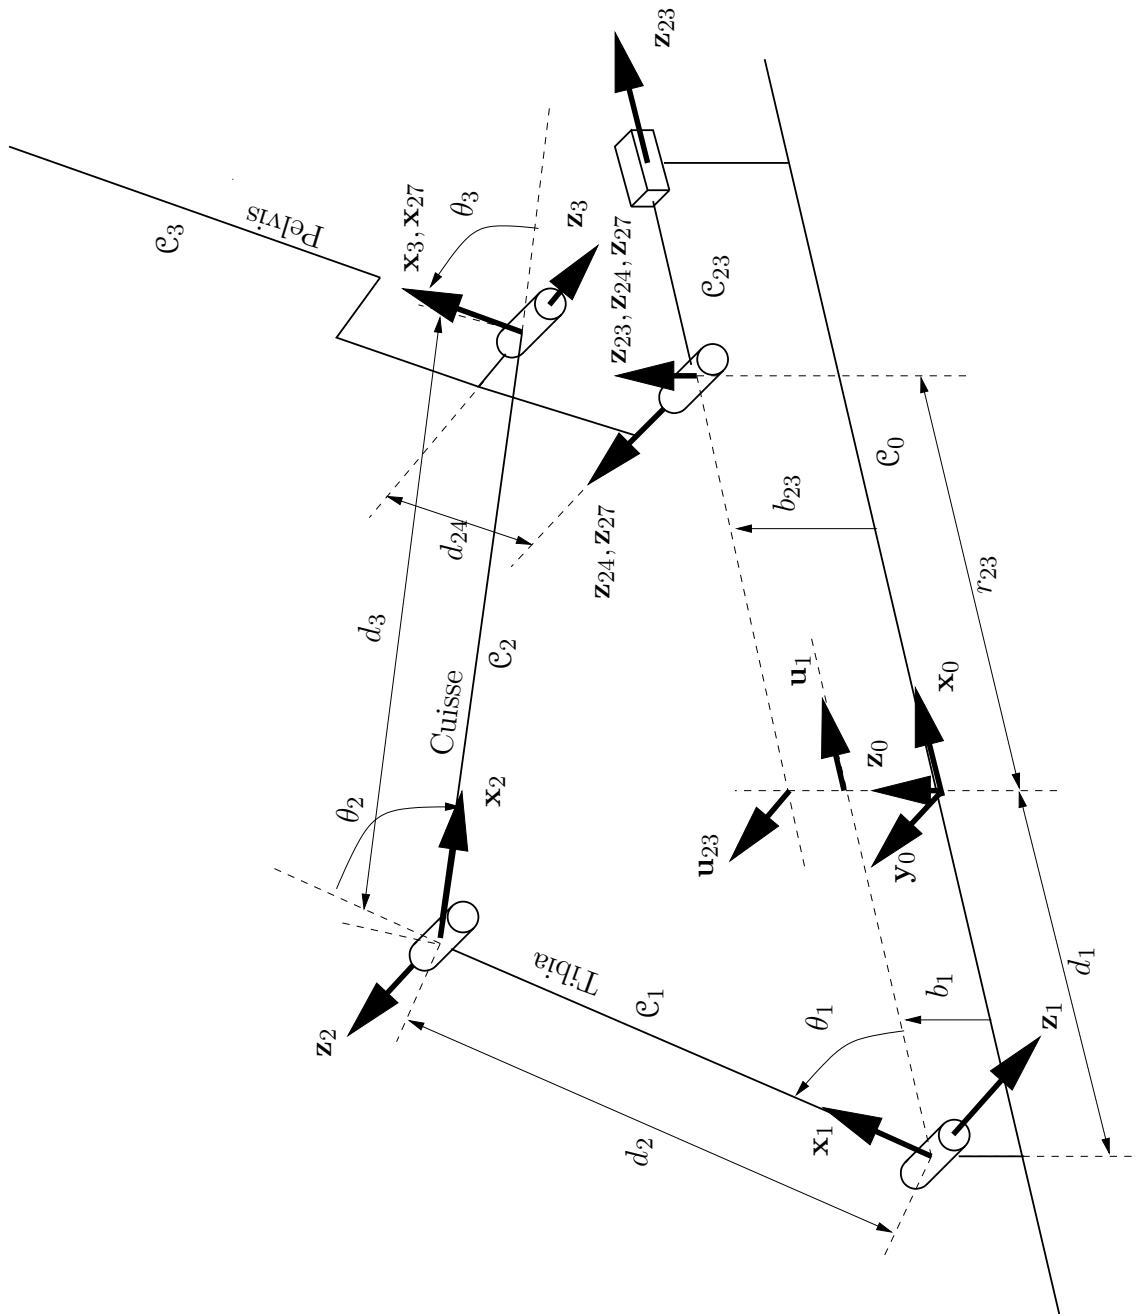 z23
x3, x27
θ3
Pelvis
C3
z3
z23, z24, z27
C23
C0
d24
b23
z24, z27
r23
d3
C2
u1
Cuisse
x0
z0
x2
θ2
u23
y0
Tibia
d1
b1
C1
θ1
z1
z2
x1
d2